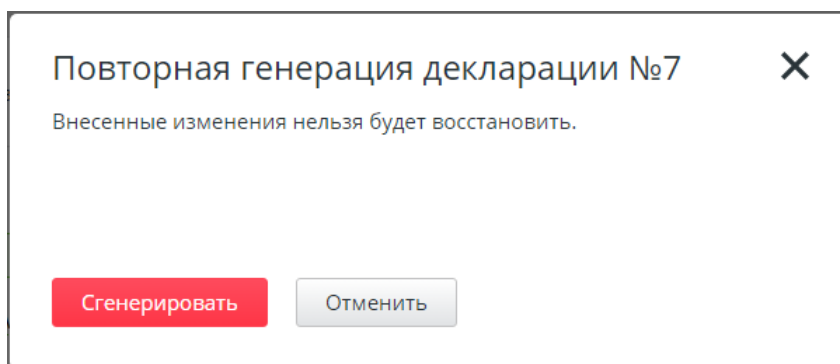 Повторная генерация декларации №7
Внесенные изменения нельзя будет восстановить.
Сгенерировать
Отменить